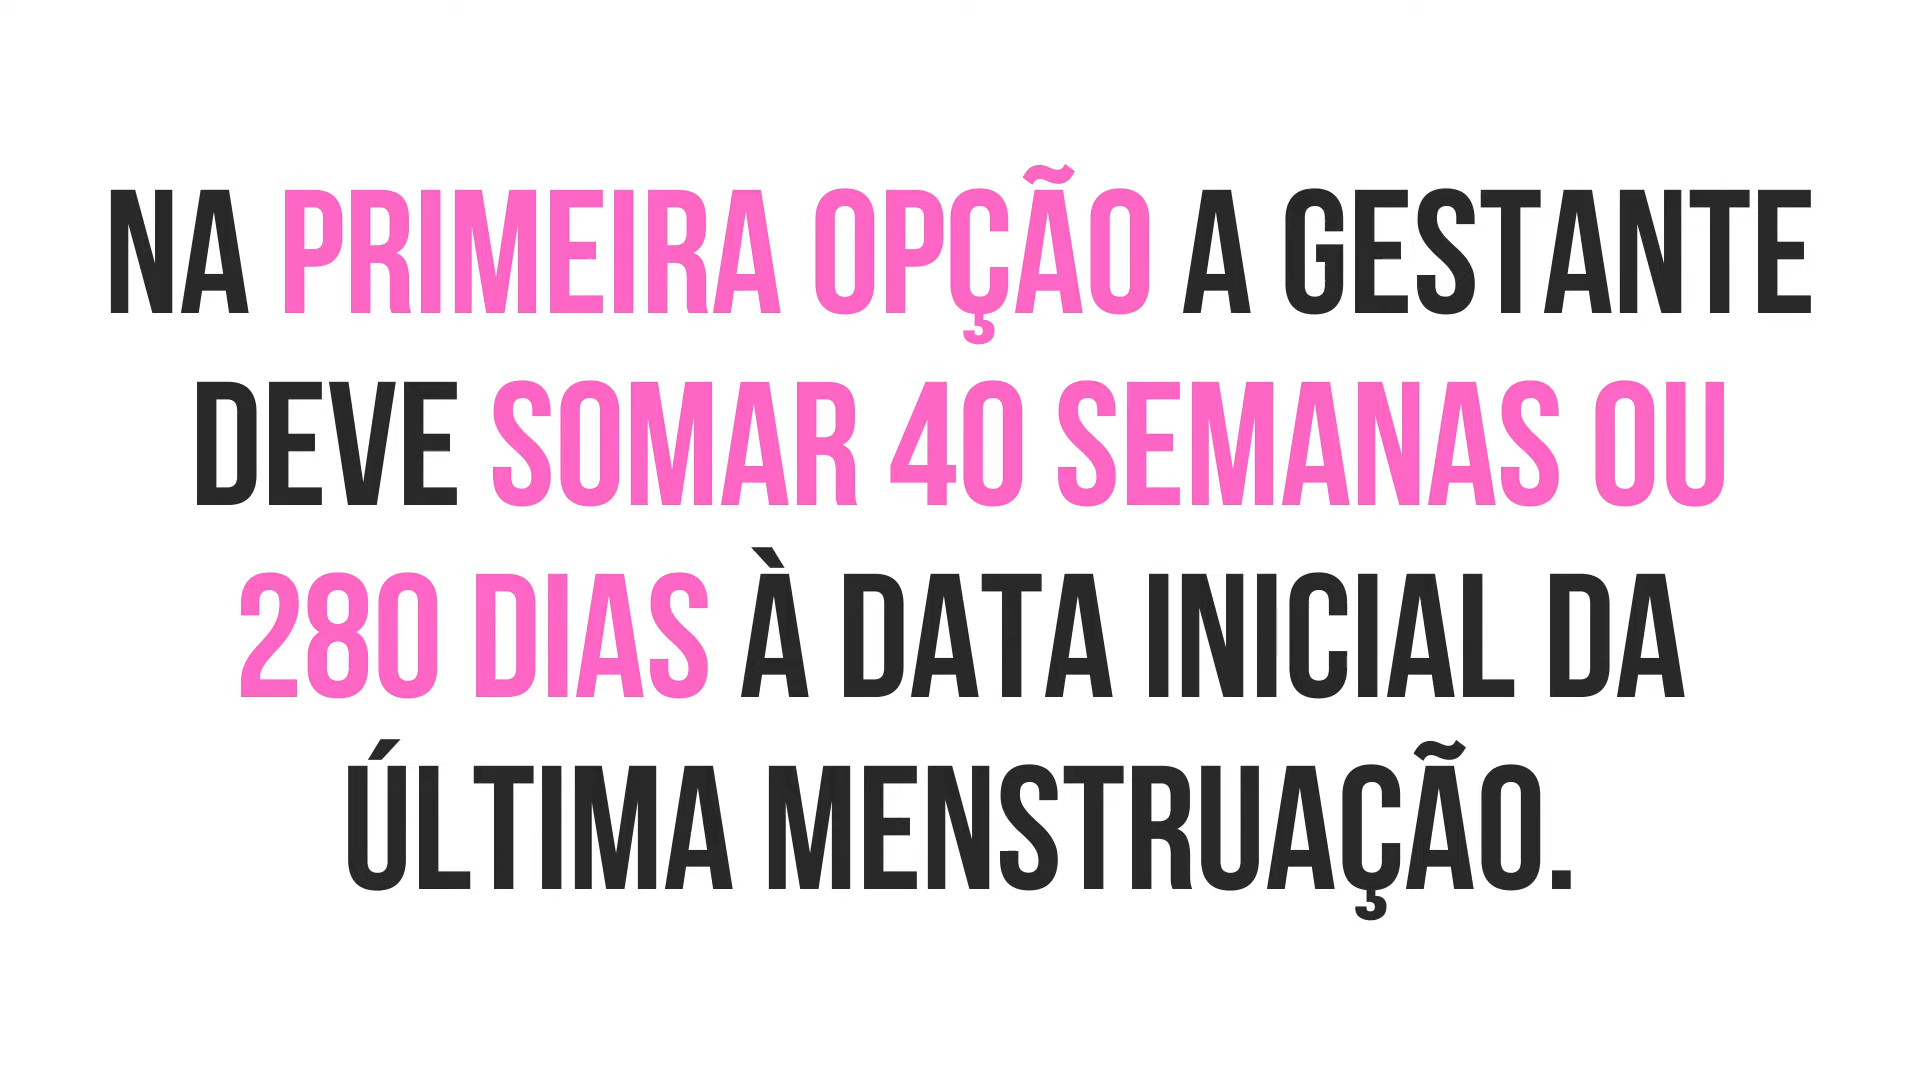 NA PRIMEIRA OPÇÃO A GESTANTE
DEVE SOMAR 40 SEMANAS OU
280 DIAS À DATA INICIAL DA
ÚLTIMA MENSTRUAÇÃO.